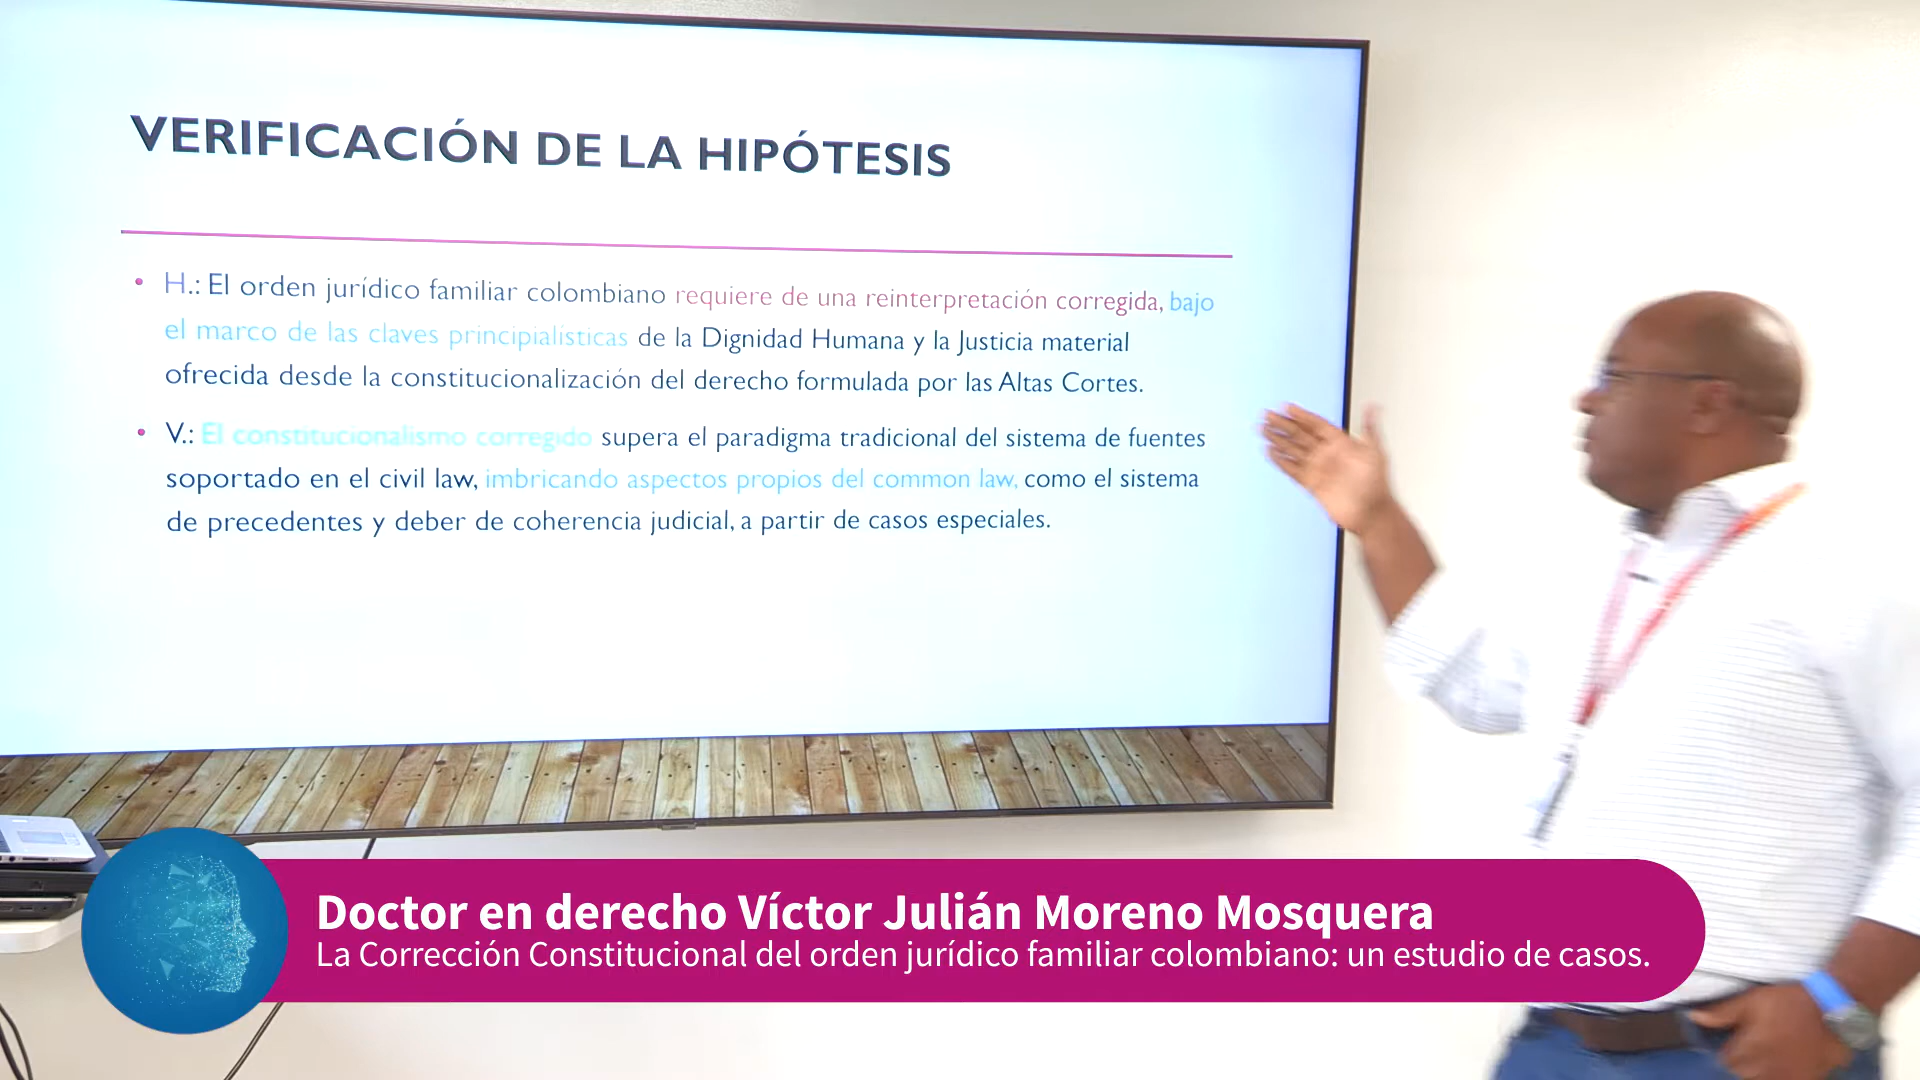 VERIFICACIÓN DE LA HIPÓTESIS
• H.: El orden jurídico familiar colombiano requiere de una reinterpretación corregida, bajo
el marco de las claves principialísticas de la Dignidad Humana y la Justicia material
ofrecida desde la constitucionalización del derecho formulada por las Altas Cortes.
• V.: El constitucionalismo corregido supera el paradigma tradicional del sistema de fuentes
soportado en el civil law, imbricando aspectos propios del common law, como el sistema
de precedentes y deber de coherencia judicial, a partir de casos especiales.
Doctor en derecho Víctor Julián Moreno Mosquera
La Corrección Constitucional del orden jurídico familiar colombiano: un estudio de casos.